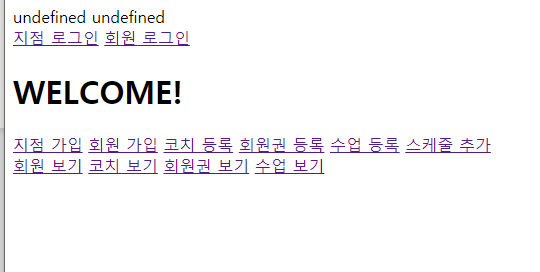 undefined undefined
지점 로그인 회원 로그인
WELCOME!
지점 가입 회원 가입 코치 등록 회원권 등록 수업 등록 스케줄 추가
회원 보기 코치 보기 회원권 보기 수업 보기